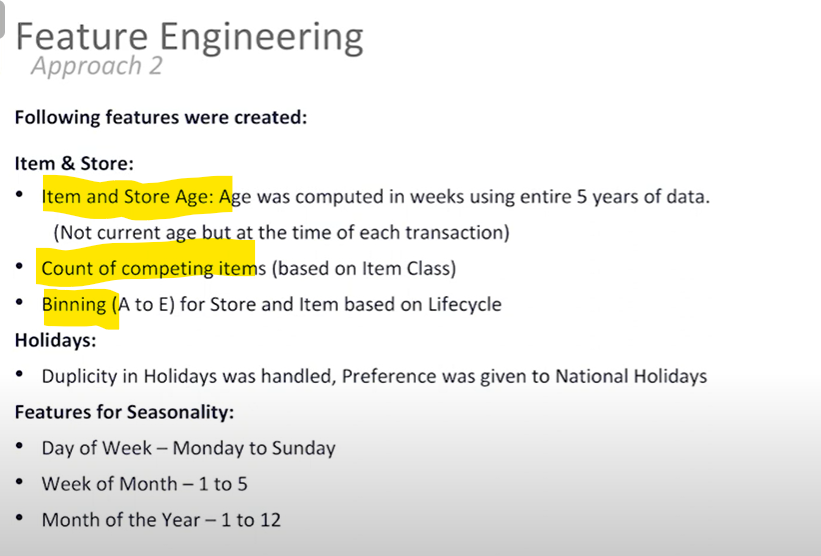 Feature Engineering
Approach 2
Following features were created:
Item & Store:
• Item and Store Age: Age was computed in weeks using entire 5 years of data.
(Not current age but at the time of each transaction)
• Count of competing items (based on Item Class)
• Binning (A to E) for Store and Item based on Lifecycle
Holidays:
• Duplicity in Holidays was handled, Preference was given to National Holidays
Features for Seasonality:
• Day of Week – Monday to Sunday
• Week of Month – 1 to 5
• Month of the Year – 1 to 12